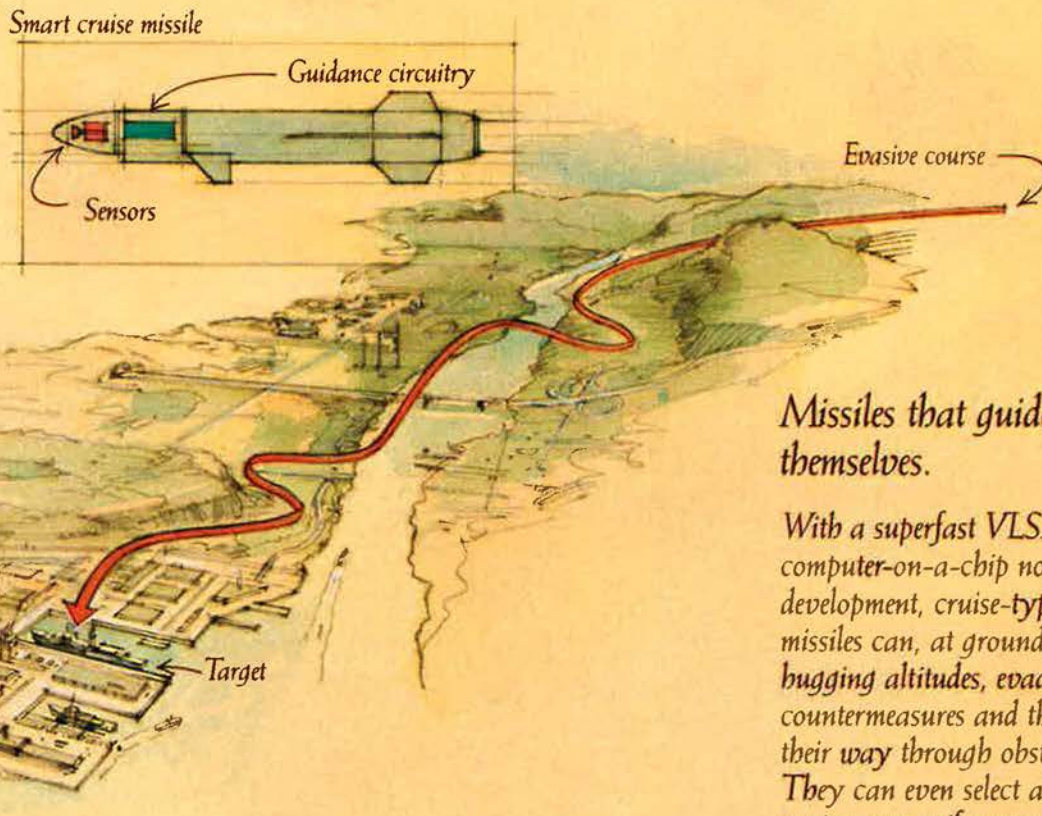 Smart cruise missile
Guidance circuitry
Evasive course
Sensors
Target
Missiles that guide
themselves.
With a superfast VLS
computer-on-a-chip no
development, cruise-typ
missiles can, at ground
hugging altitudes, evad
countermeasures and th
their way through obst
They can even select a